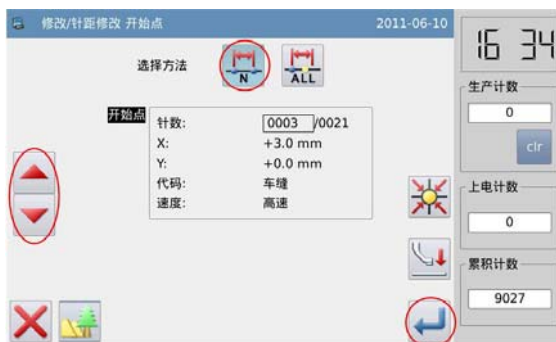 修改/针距修改 开始点 2011-06-10
16 34
选择方法 N ALL
生产计数
0
clr
开始点
针数: 0003 /0021
X: +3.0 mm
Y: +0.0 mm
代码: 车缝
速度: 高速
上电计数
0
累积计数
9027